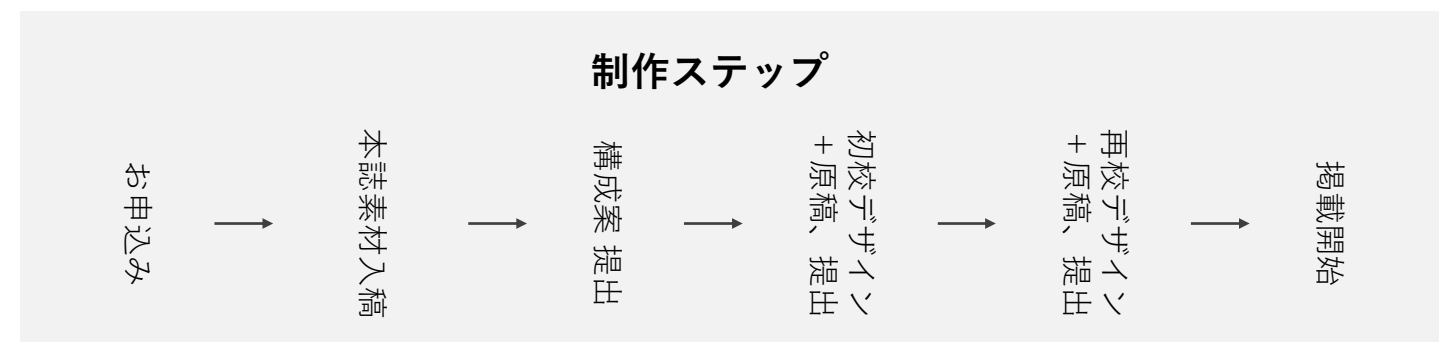 制作ステップ
お申込み
本誌素材入稿
構成案 提出
初校デザイン
＋原稿、提出
再校デザイン
＋原稿、提出
掲載開始